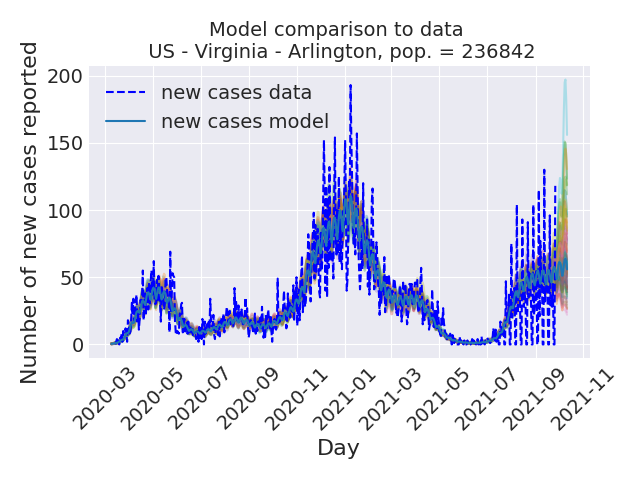 Model comparison to data
US - Virginia - Arlington, pop. = 236842
Number of new cases reported
200
150
100
50
0
new cases data
new cases model
2020-03
2020-05
2020-07
2020-09
2020-11
2021-01
2021-03
2021-05
2021-07
2021-09
2021-11
Day